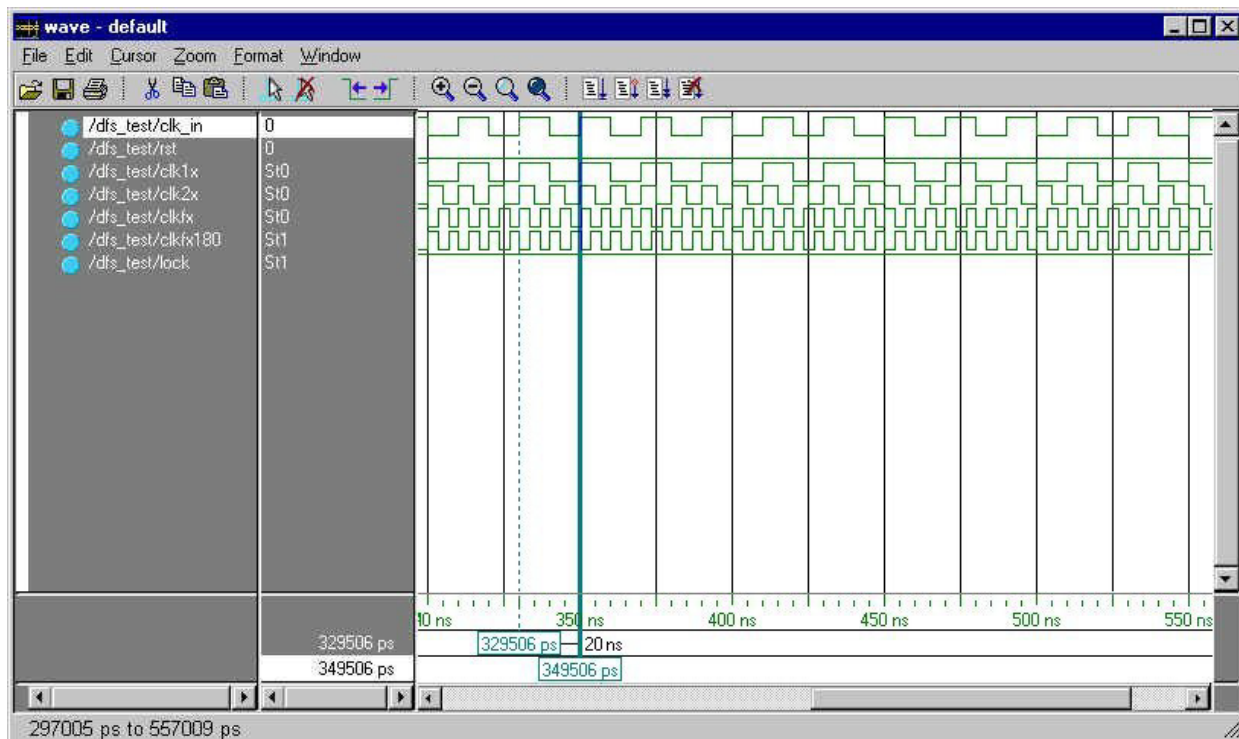 wave - default
File Edit Cursor Zoom Format Window
/dfs_test/clk_in 0
/dfs_test/rst 0
/dfs_test/clk1x St0
/dfs_test/clk2x St0
/dfs_test/clkfx St0
/dfs_test/clkfx180 St1
/dfs_test/lock St1
0 ns 350 ns 400 ns 450 ns 500 ns 550 ns
329506 ps 329506 ps 20 ns
349506 ps 349506 ps
297005 ps to 557009 ps